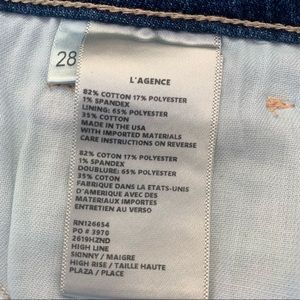 28
L'AGENCE
82% COTTON 17% POLYESTER
1% SPANDEX
LINING: 65% POLYESTER
35% COTON
MADE IN THE USA
WITH IMPORTED MATERIALS
CARE INSTRUCTIONS ON REVERSE
82% COTON 17% POLYESTER
1% SPANDEX
DOUBLURE: 65% POLYESTER
35% COTON
FABRIQUE DANS LA ETATS-UNIS
D'AMERIQUE AVEC DES
MATERIAUX IMPORTES
ENTRETIEN AU VERSO
RN126654
PO # 3970
2619HZND
HIGH LINE
SKINNY / MAIGRE
HIGH RISE / TAILLE HAUTE
PLAZA / PLACE